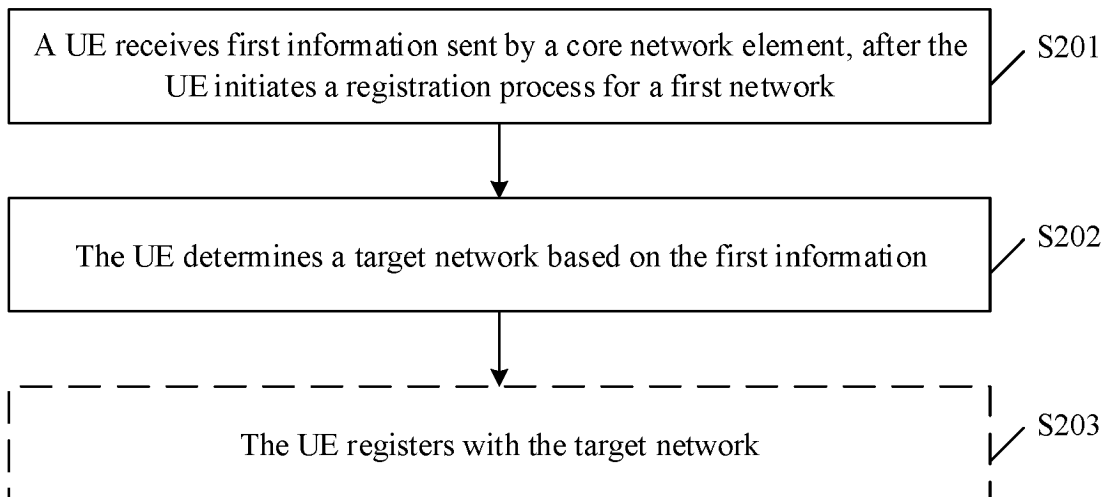 A UE receives first information sent by a core network element, after the
UE initiates a registration process for a first network
S201
The UE determines a target network based on the first information
S202
The UE registers with the target network
S203